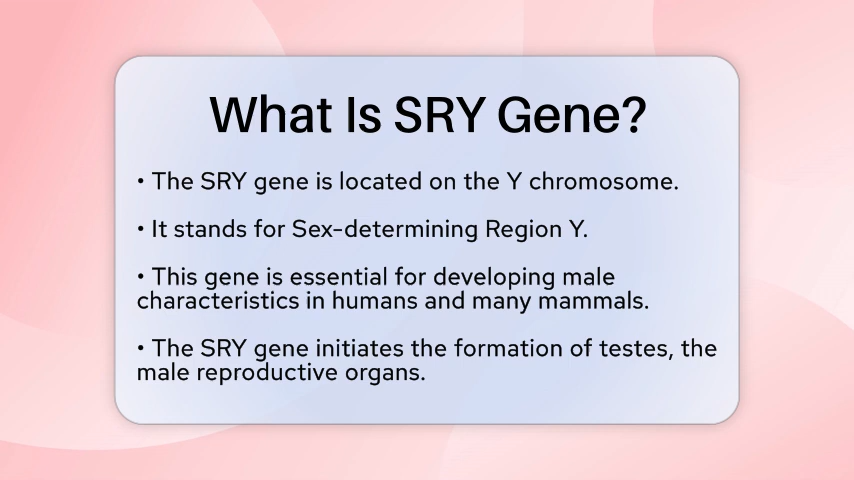 What Is SRY Gene?
• The SRY gene is located on the Y chromosome.
• It stands for Sex-determining Region Y.
• This gene is essential for developing male
characteristics in humans and many mammals.
• The SRY gene initiates the formation of testes, the
male reproductive organs.